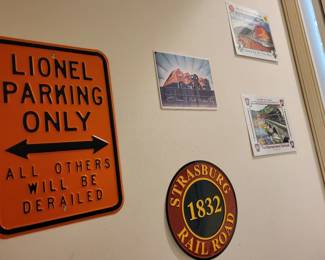 LIONEL
PARKING
ONLY
ALL OTHERS
WILL BE
DERAILED
STRASBURG
1832
RAIL ROAD